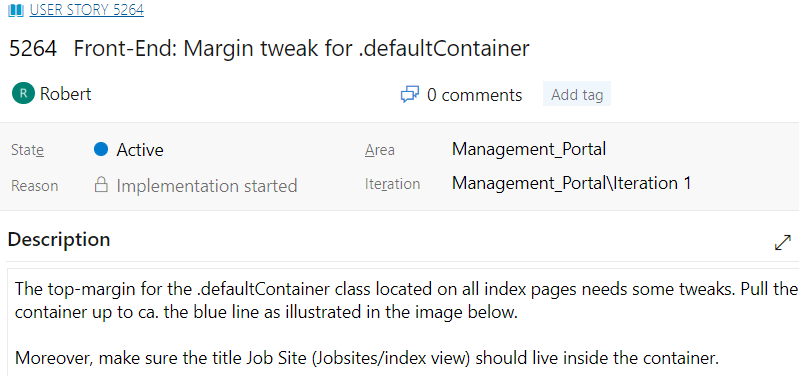 USER STORY 5264
5264 Front-End: Margin tweak for .defaultContainer
R Robert 0 comments Add tag
State Active Area Management_Portal
Reason Implementation started Iteration Management_Portal\Iteration 1
Description
The top-margin for the .defaultContainer class located on all index pages needs some tweaks. Pull the
container up to ca. the blue line as illustrated in the image below.
Moreover, make sure the title Job Site (Jobsites/index view) should live inside the container.